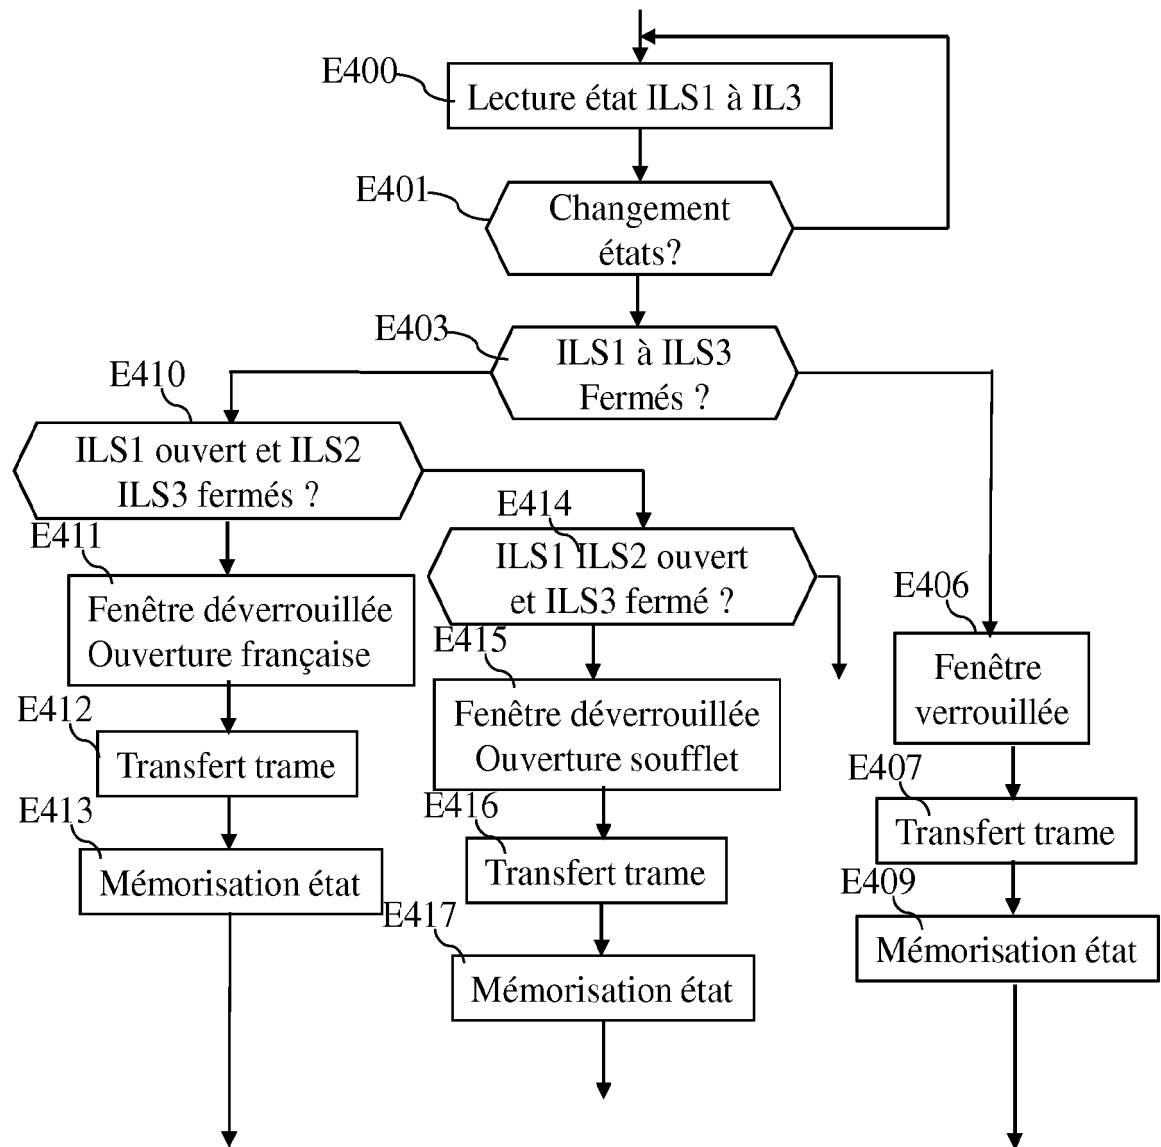 E400
Lecture état ILS1 à IL3
E401
Changement
états?
E403
ILS1 à ILS3
Fermés ?
E410
ILS1 ouvert et ILS2
ILS3 fermés ?
E414
ILS1 ILS2 ouvert
et ILS3 fermé ?
E411
Fenêtre déverrouillée
Ouverture française
E415
Fenêtre déverrouillée
Ouverture soufflet
E406
Fenêtre
verrouillée
E412
Transfert trame
E416
Transfert trame
E407
Transfert trame
E413
Mémorisation état
E417
Mémorisation état
E409
Mémorisation état